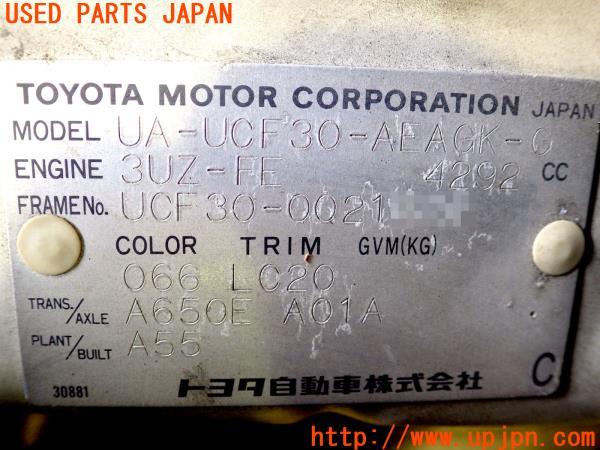 USED PARTS JAPAN
TOYOTA MOTOR CORPORATION JAPAN
MODEL UA-UCF30-AEAGK-G
ENGINE 3UZ-FE 4292 CC
FRAME No. UCF30-0021
COLOR TRIM GVM(KG)
066 LC20
TRANS./AXLE A650E A01A
PLANT/BUILT A55
30881 トヨタ自動車株式会社 C
http://www.upjpn.com/